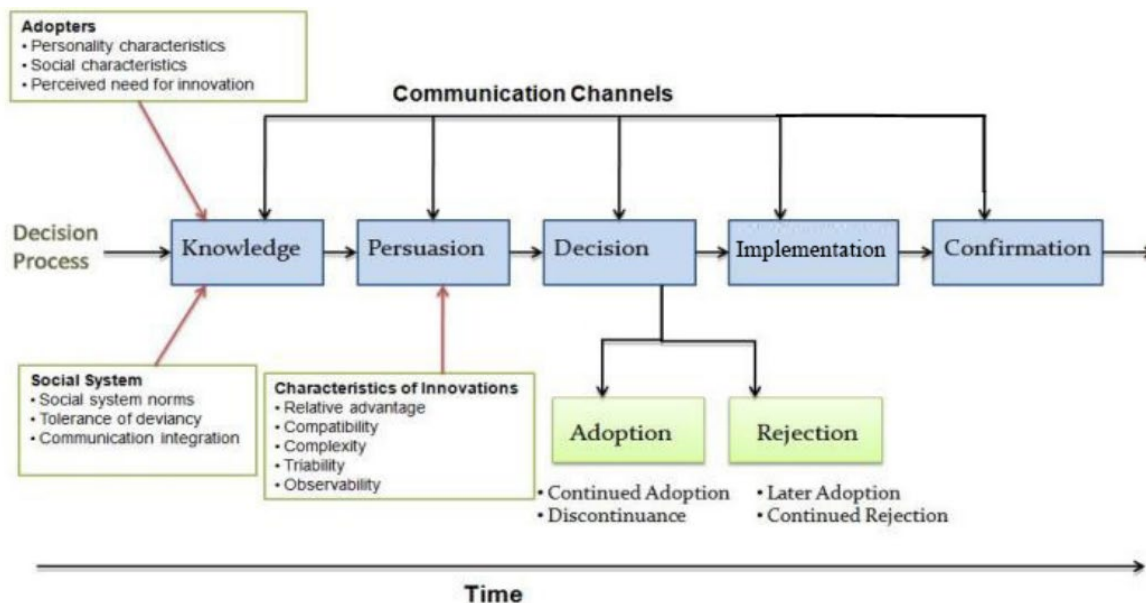 Adopters
• Personality characteristics
• Social characteristics
• Perceived need for innovation
Communication Channels
Decision
Process
Knowledge
Persuasion
Decision
Implementation
Confirmation
Social System
• Social system norms
• Tolerance of deviancy
• Communication integration
Characteristics of Innovations
• Relative advantage
• Compatibility
• Complexity
• Triability
• Observability
Adoption
• Continued Adoption
• Discontinuance
Rejection
• Later Adoption
• Continued Rejection
Time